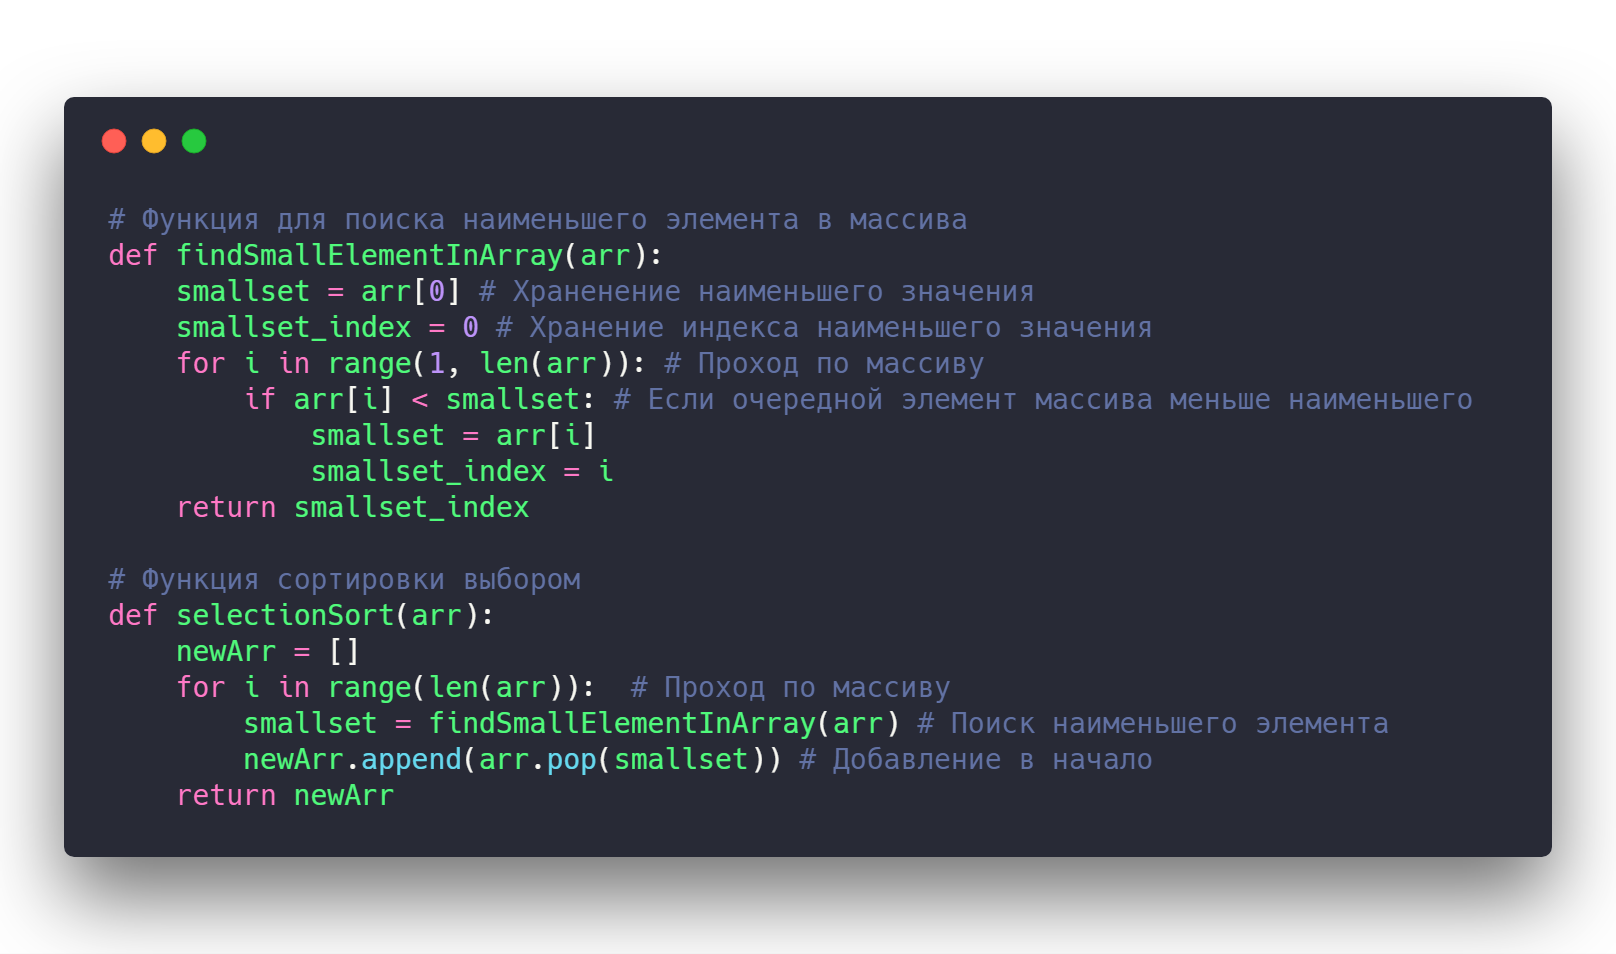 # Функция для поиска наименьшего элемента в массива
def findSmallElementInArray(arr):
    smallset = arr[0] # Храненение наименьшего значения
    smallset_index = 0 # Хранение индекса наименьшего значения
    for i in range(1, len(arr)): # Проход по массиву
        if arr[i] < smallset: # Если очередной элемент массива меньше наименьшего
            smallset = arr[i]
            smallset_index = i
    return smallset_index

# Функция сортировки выбором
def selectionSort(arr):
    newArr = []
    for i in range(len(arr)):  # Проход по массиву
        smallset = findSmallElementInArray(arr) # Поиск наименьшего элемента
        newArr.append(arr.pop(smallset)) # Добавление в начало
    return newArr